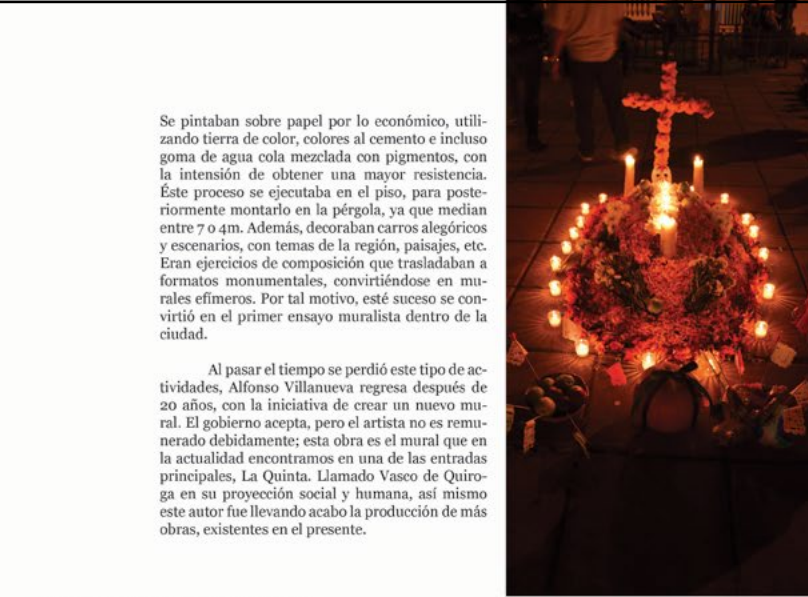 Se pintaban sobre papel por lo económico, utili-
zando tierra de color, colores al cemento e incluso
goma de agua cola mezclada con pigmentos, con
la intensión de obtener una mayor resistencia.
Éste proceso se ejecutaba en el piso, para poste-
riormente montarlo en la pérgola, ya que median
entre 7 o 4m. Además, decoraban carros alegóricos
y escenarios, con temas de la región, paisajes, etc.
Eran ejercicios de composición que trasladaban a
formatos monumentales, convirtiéndose en mu-
rales efímeros. Por tal motivo, esté suceso se con-
virtió en el primer ensayo muralista dentro de la
ciudad.
Al pasar el tiempo se perdió este tipo de ac-
tividades, Alfonso Villanueva regresa después de
20 años, con la iniciativa de crear un nuevo mu-
ral. El gobierno acepta, pero el artista no es remu-
nerado debidamente; esta obra es el mural que en
la actualidad encontramos en una de las entradas
principales, La Quinta. Llamado Vasco de Quiro-
ga en su proyección social y humana, así mismo
este autor fue llevando acabo la producción de más
obras, existentes en el presente.